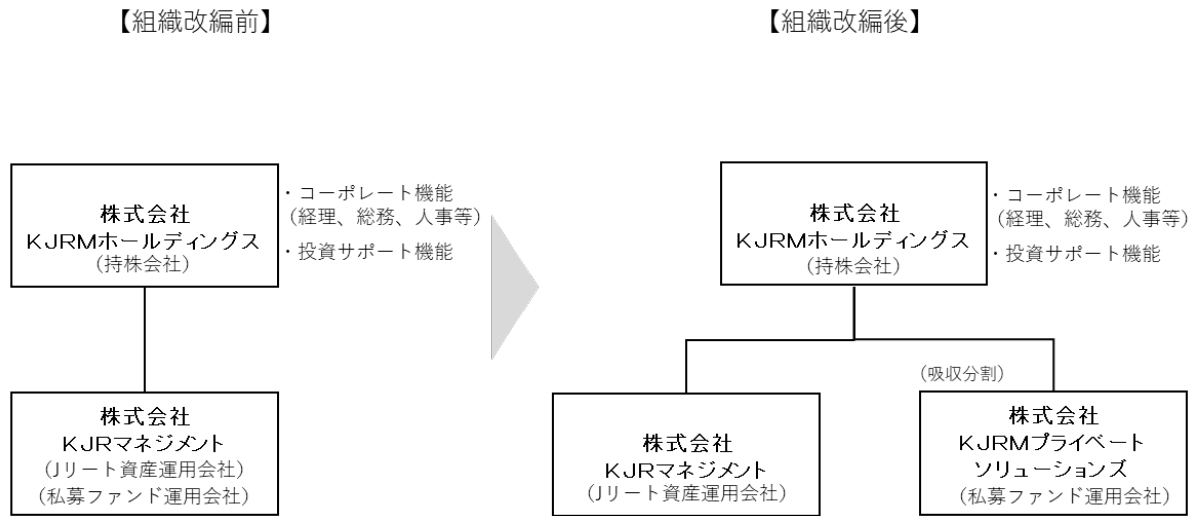 【組織改編前】
株式会社
KJRMホールディングス
(持株会社)
・コーポレート機能
(経理、総務、人事等)
・投資サポート機能
株式会社
KJRマネジメント
(Jリート資産運用会社)
(私募ファンド運用会社)
【組織改編後】
株式会社
KJRMホールディングス
(持株会社)
・コーポレート機能
(経理、総務、人事等)
・投資サポート機能
株式会社
KJRマネジメント
(Jリート資産運用会社)
(吸収分割)
株式会社
KJRMプライベート
ソリューションズ
(私募ファンド運用会社)